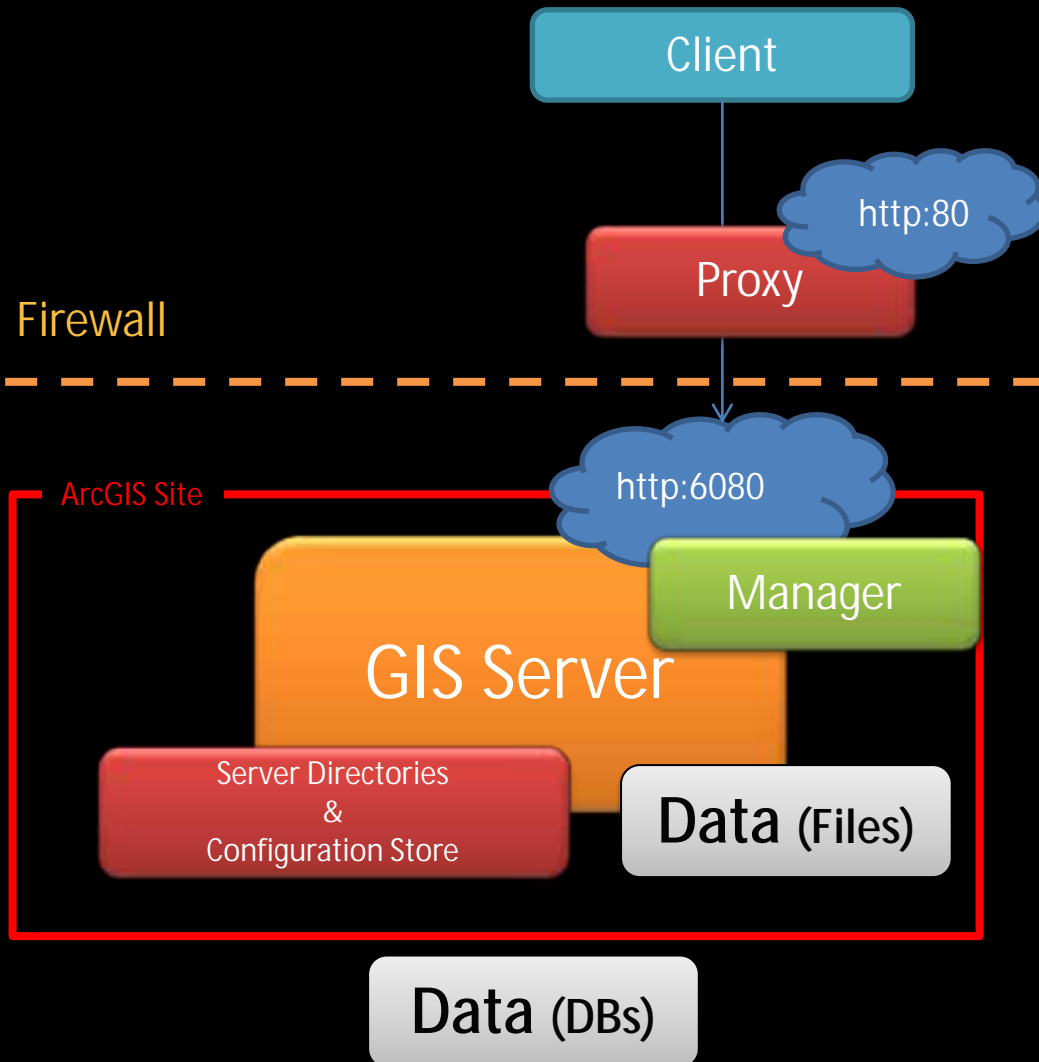 Client
http:80
Proxy
Firewall
http:6080
ArcGIS Site
Manager
GIS Server
Server Directories
&
Configuration Store
Data (Files)
Data (DBs)